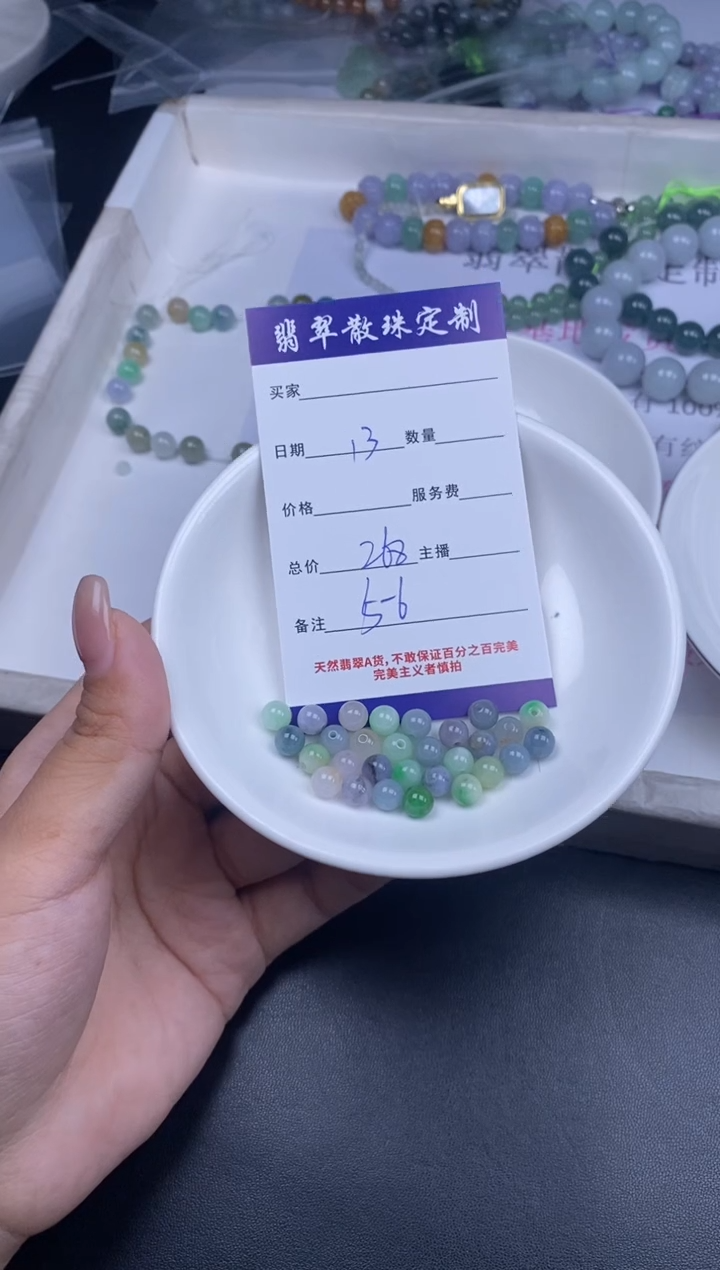 翡翠散珠定制
买家
日期 13 数量
价格 服务费
总价 268 主播
备注 5-6
天然翡翠A货，不敢保证百分之百完美
完美主义者慎拍
翡翠